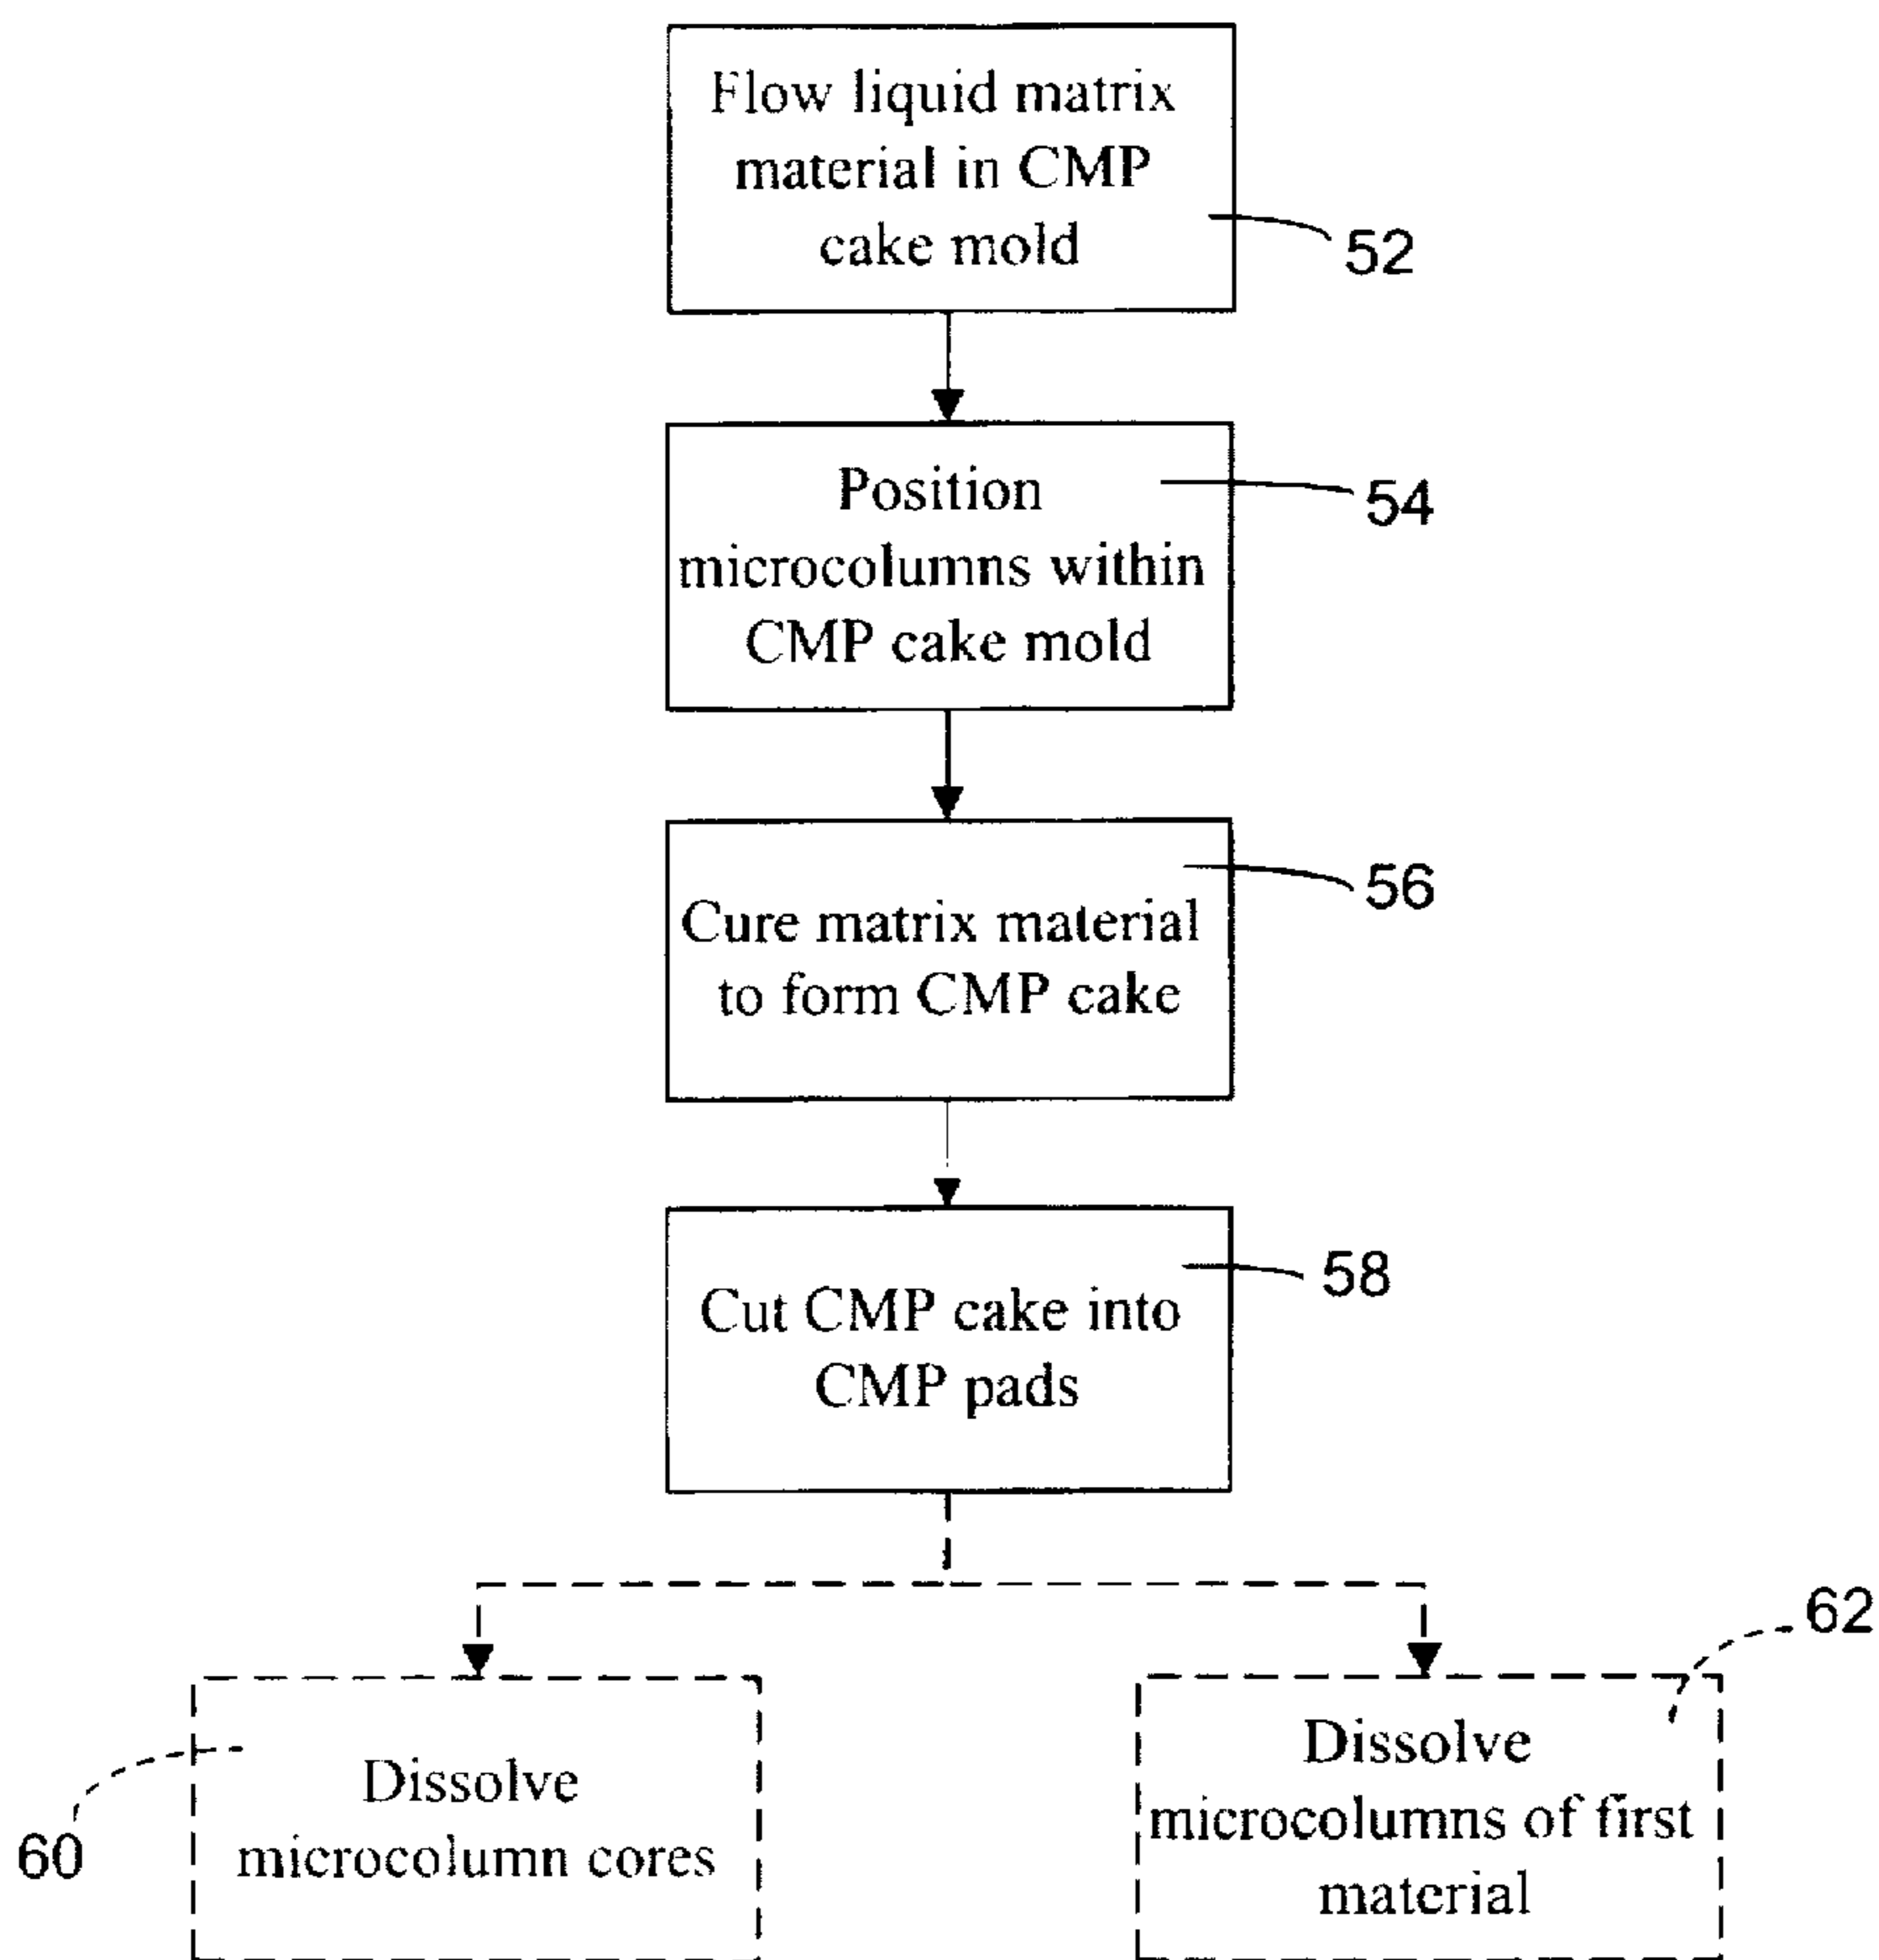 Flow liquid matrix
material in CMP
cake mold
52
Position
microcolumns within
CMP cake mold
54
Cure matrix material
to form CMP cake
56
Cut CMP cake into
CMP pads
58
Dissolve
microcolumn cores
60
Dissolve
microcolumns of first
material
62